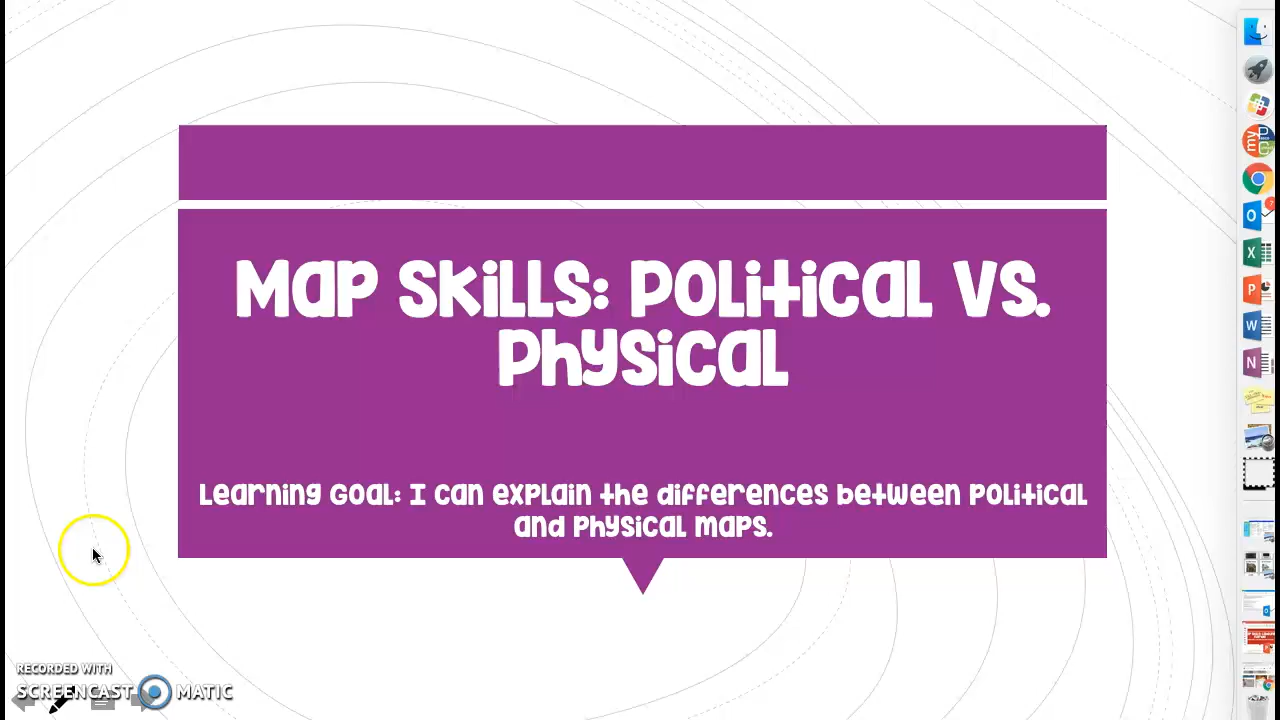 Map Skills: Political vs.
Physical
Learning Goal: I can explain the differences between Political
and Physical maps.
RECORDED WITH
SCREENCAST MATIC